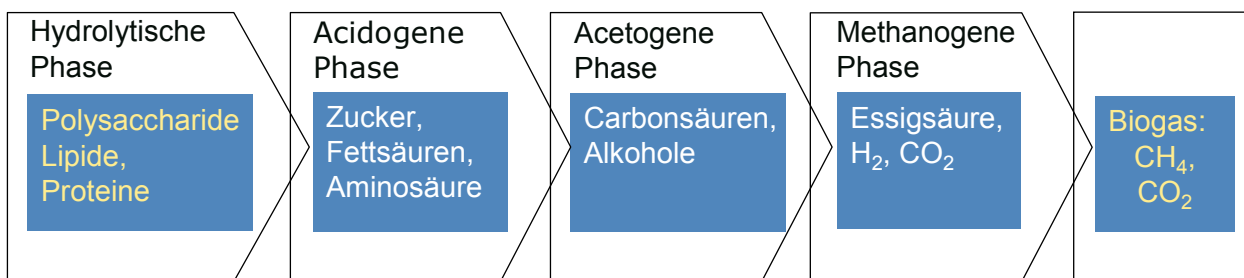 Hydrolytische
Phase
Polysaccharide
Lipide,
Proteine
Acidogene
Phase
Zucker,
Fettsäuren,
Aminosäure
Acetogene
Phase
Carbonsäuren,
Alkohole
Methanogene
Phase
Essigsäure,
H₂, CO₂
Biogas:
CH₄,
CO₂